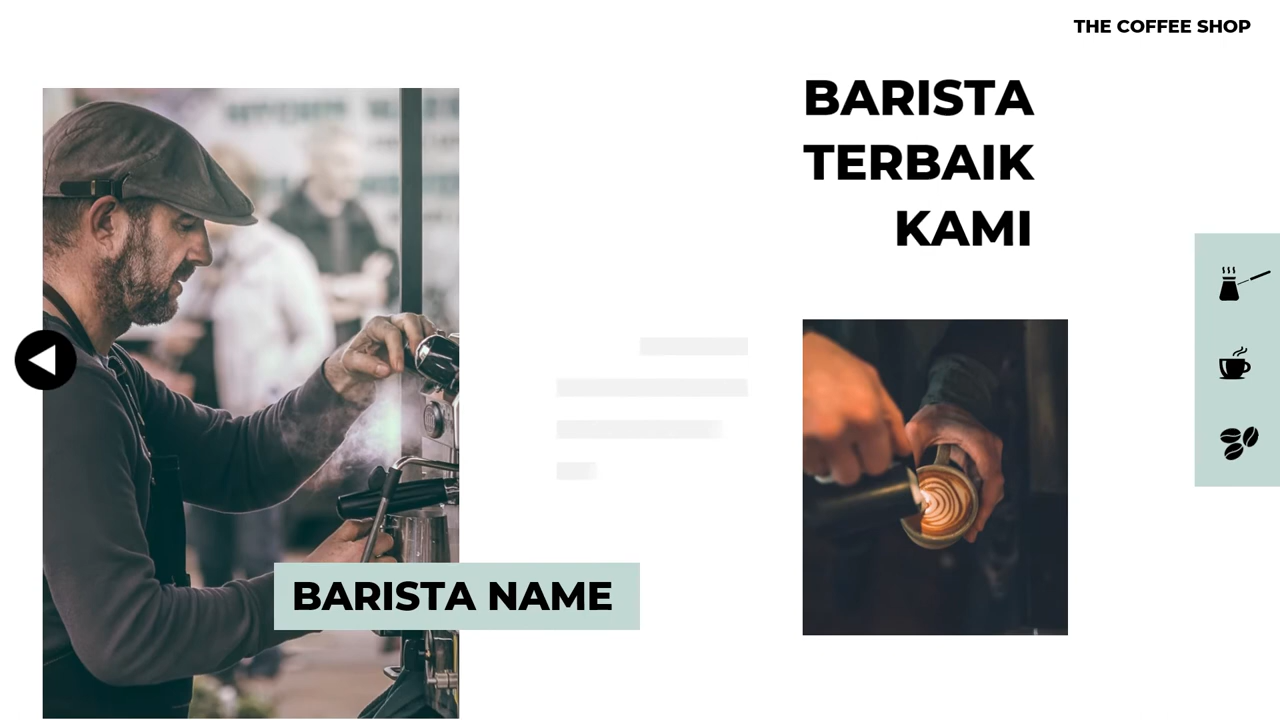 THE COFFEE SHOP
BARISTA
TERBAIK
KAMI
BARISTA NAME